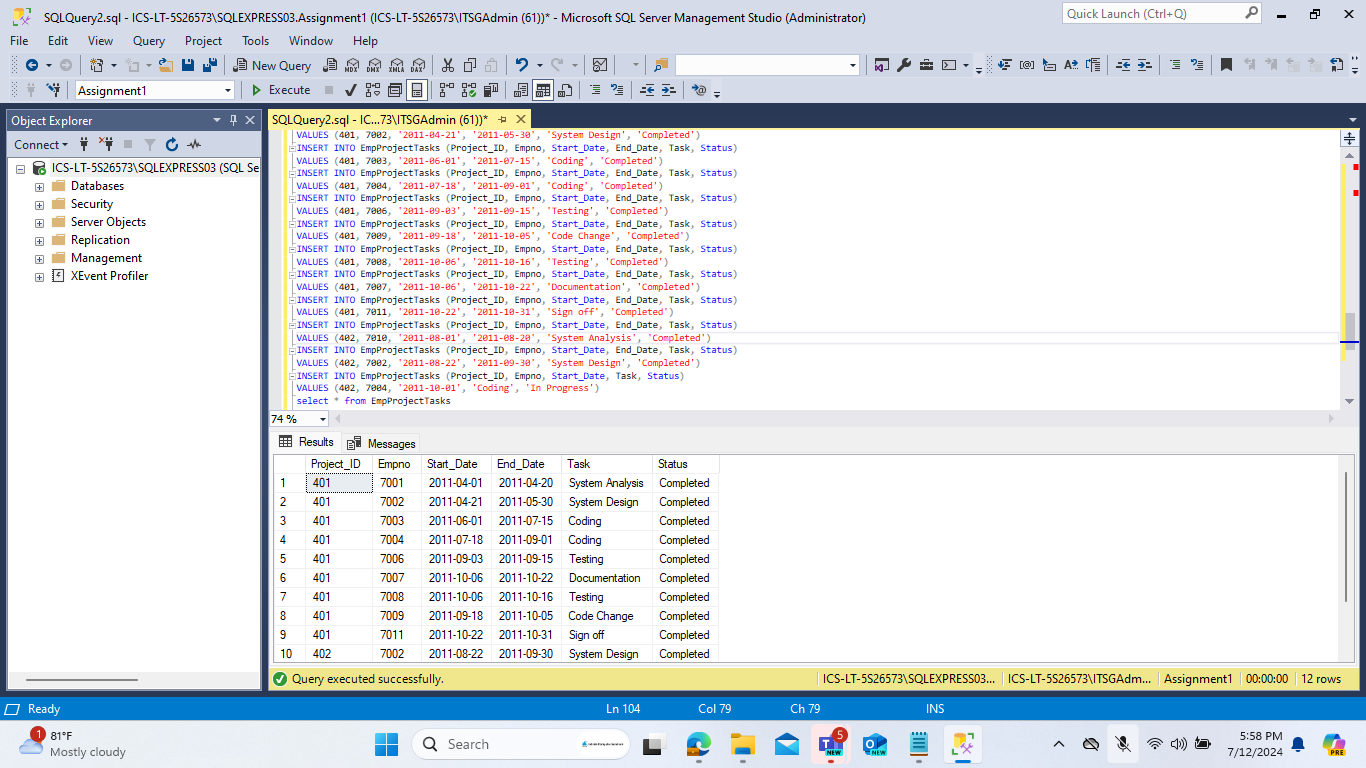 SQLQuery2.sql - ICS-LT-5S26573\SQLEXPRESS03.Assignment1 (ICS-LT-5S26573\ITSGAdmin (61))* - Microsoft SQL Server Management Studio (Administrator)
Quick Launch (Ctrl+Q)
File Edit View Query Project Tools Window Help
New Query MDX DMX XMLA DAX
Assignment1 Execute
Object Explorer
SQLQuery2.sql - IC...73\ITSGAdmin (61))*
Connect
ICS-LT-5S26573\SQLEXPRESS03 (SQL Se
Databases
Security
Server Objects
Replication
Management
XEvent Profiler
VALUES (401, 7002, '2011-04-21', '2011-05-30', 'System Design', 'Completed')
INSERT INTO EmpProjectTasks (Project_ID, Empno, Start_Date, End_Date, Task, Status)
VALUES (401, 7003, '2011-06-01', '2011-07-15', 'Coding', 'Completed')
INSERT INTO EmpProjectTasks (Project_ID, Empno, Start_Date, End_Date, Task, Status)
VALUES (401, 7004, '2011-07-18', '2011-09-01', 'Coding', 'Completed')
INSERT INTO EmpProjectTasks (Project_ID, Empno, Start_Date, End_Date, Task, Status)
VALUES (401, 7006, '2011-09-03', '2011-09-15', 'Testing', 'Completed')
INSERT INTO EmpProjectTasks (Project_ID, Empno, Start_Date, End_Date, Task, Status)
VALUES (401, 7009, '2011-09-18', '2011-10-05', 'Code Change', 'Completed')
INSERT INTO EmpProjectTasks (Project_ID, Empno, Start_Date, End_Date, Task, Status)
VALUES (401, 7008, '2011-10-06', '2011-10-16', 'Testing', 'Completed')
INSERT INTO EmpProjectTasks (Project_ID, Empno, Start_Date, End_Date, Task, Status)
VALUES (401, 7007, '2011-10-06', '2011-10-22', 'Documentation', 'Completed')
INSERT INTO EmpProjectTasks (Project_ID, Empno, Start_Date, End_Date, Task, Status)
VALUES (401, 7011, '2011-10-22', '2011-10-31', 'Sign off', 'Completed')
INSERT INTO EmpProjectTasks (Project_ID, Empno, Start_Date, End_Date, Task, Status)
VALUES (402, 7010, '2011-08-01', '2011-08-20', 'System Analysis', 'Completed')
INSERT INTO EmpProjectTasks (Project_ID, Empno, Start_Date, End_Date, Task, Status)
VALUES (402, 7002, '2011-08-22', '2011-09-30', 'System Design', 'Completed')
INSERT INTO EmpProjectTasks (Project_ID, Empno, Start_Date, Task, Status)
VALUES (402, 7004, '2011-10-01', 'Coding', 'In Progress')
select * from EmpProjectTasks
74 %
Results Messages
Project_ID Empno Start_Date End_Date Task Status
1 401 7001 2011-04-01 2011-04-20 System Analysis Completed
2 401 7002 2011-04-21 2011-05-30 System Design Completed
3 401 7003 2011-06-01 2011-07-15 Coding Completed
4 401 7004 2011-07-18 2011-09-01 Coding Completed
5 401 7006 2011-09-03 2011-09-15 Testing Completed
6 401 7007 2011-10-06 2011-10-22 Documentation Completed
7 401 7008 2011-10-06 2011-10-16 Testing Completed
8 401 7009 2011-09-18 2011-10-05 Code Change Completed
9 401 7011 2011-10-22 2011-10-31 Sign off Completed
10 402 7002 2011-08-22 2011-09-30 System Design Completed
Query executed successfully. ICS-LT-5S26573\SQLEXPRESS03... ICS-LT-5S26573\ITSGAdm... Assignment1 00:00:00 12 rows
Ready Ln 104 Col 79 Ch 79 INS
1 81°F
Mostly cloudy
Search
5
NEW
NEW
5:58 PM
7/12/2024
PRE